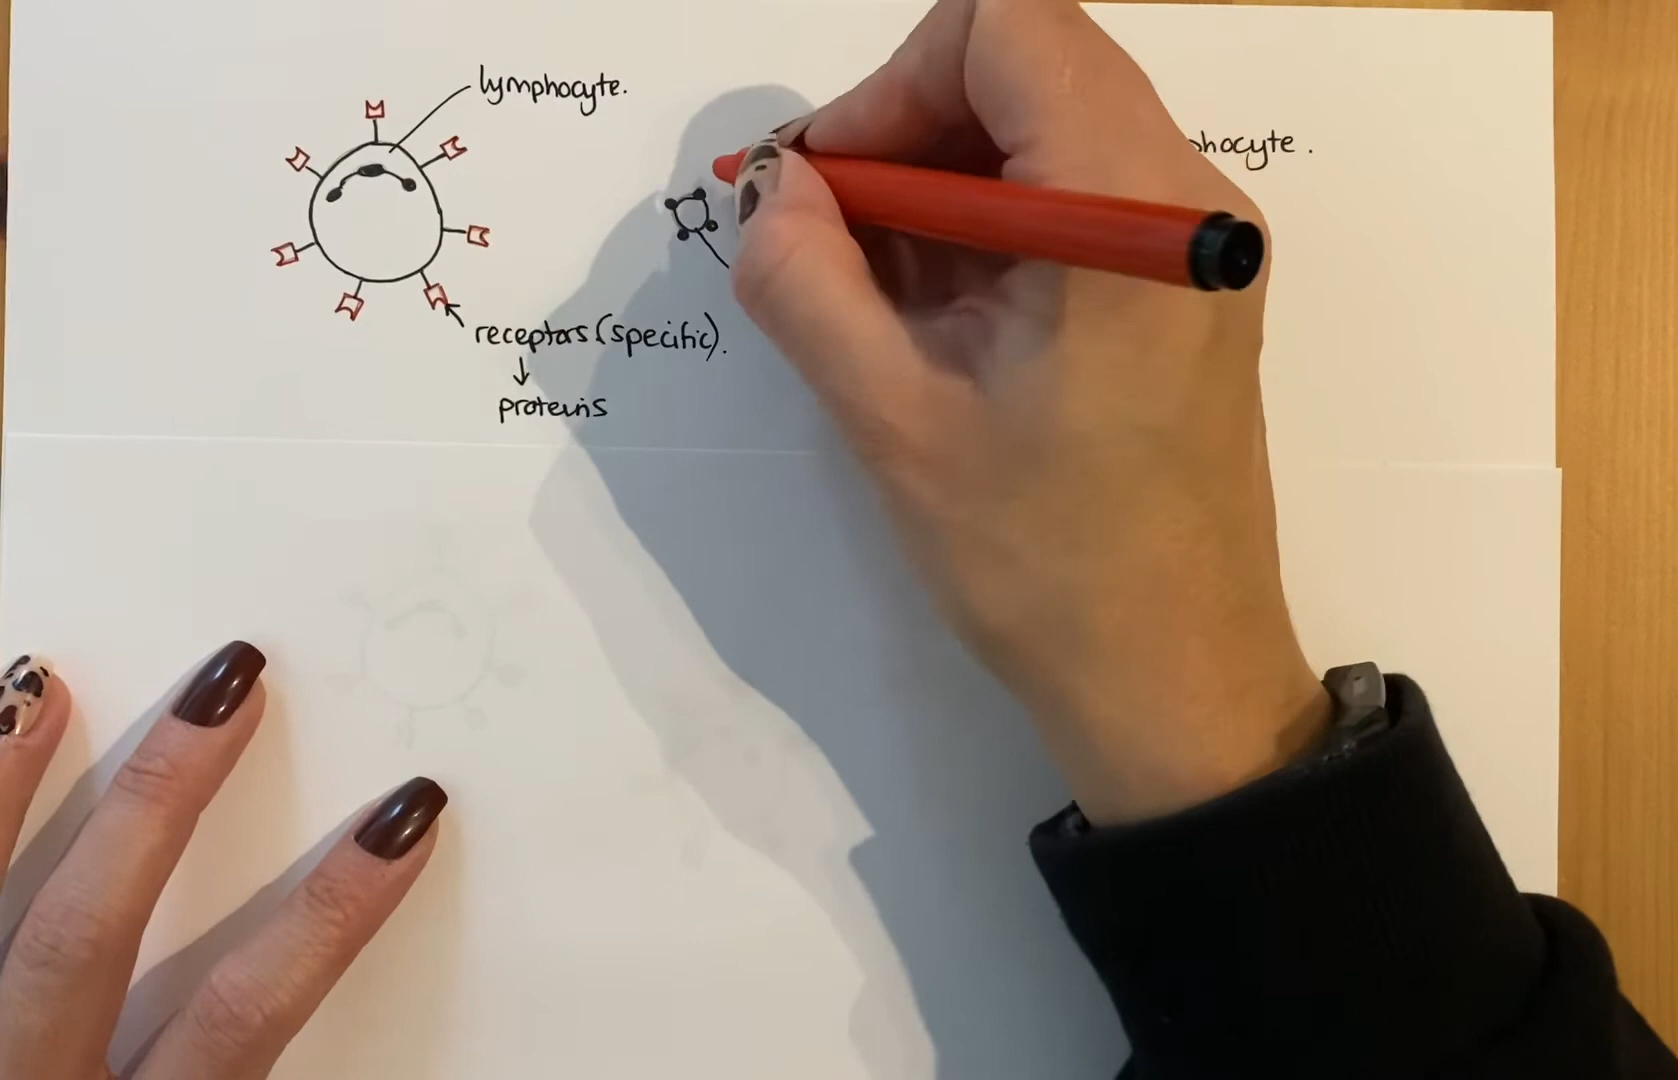 lymphocyte.
receptors (specific).
↓
proteins